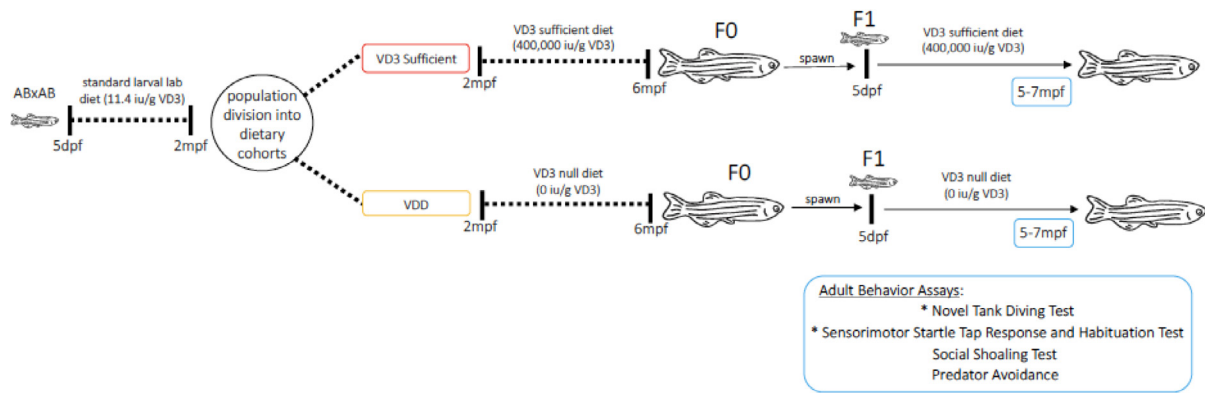 ABxAB
5dpf
standard larval lab
diet (11.4 iu/g VD3)
2mpf
population
division into
dietary
cohorts
VD3 Sufficient
2mpf
VD3 sufficient diet
(400,000 iu/g VD3)
6mpf
F0
spawn
F1
5dpf
VD3 sufficient diet
(400,000 iu/g VD3)
5-7mpf
VDD
2mpf
VD3 null diet
(0 iu/g VD3)
6mpf
F0
spawn
F1
5dpf
VD3 null diet
(0 iu/g VD3)
5-7mpf
Adult Behavior Assays:
* Novel Tank Diving Test
* Sensorimotor Startle Tap Response and Habituation Test
Social Shoaling Test
Predator Avoidance